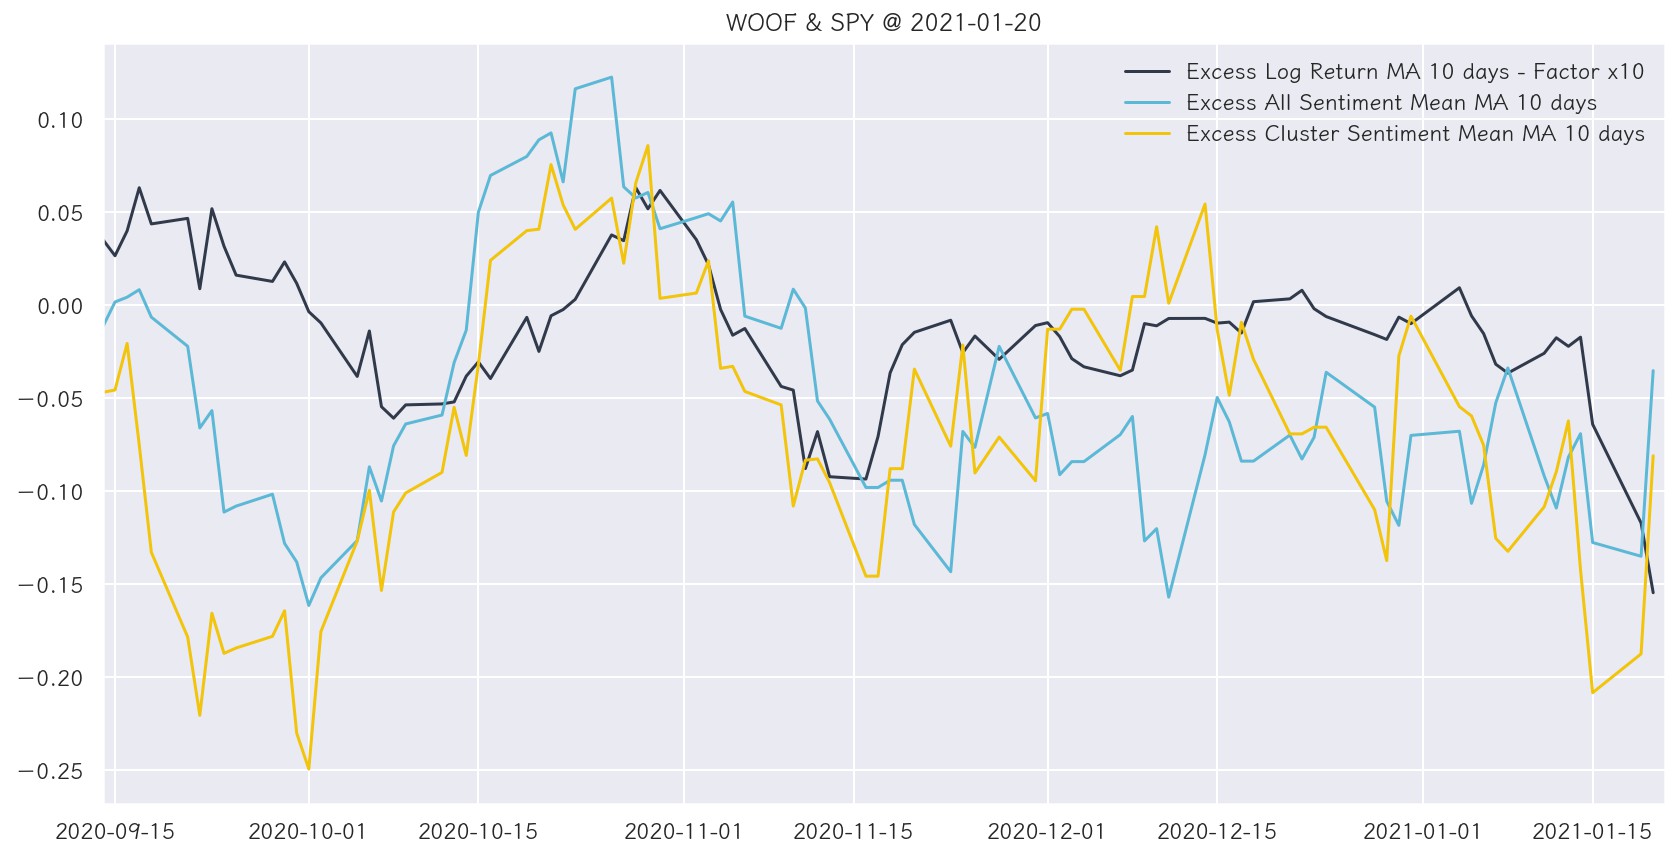 WOOF & SPY @ 2021-01-20
Excess Log Return MA 10 days - Factor x10
Excess All Sentiment Mean MA 10 days
Excess Cluster Sentiment Mean MA 10 days
0.10
0.05
0.00
−0.05
−0.10
−0.15
−0.20
−0.25
2020-09-15 2020-10-01 2020-10-15 2020-11-01 2020-11-15 2020-12-01 2020-12-15 2021-01-01 2021-01-15